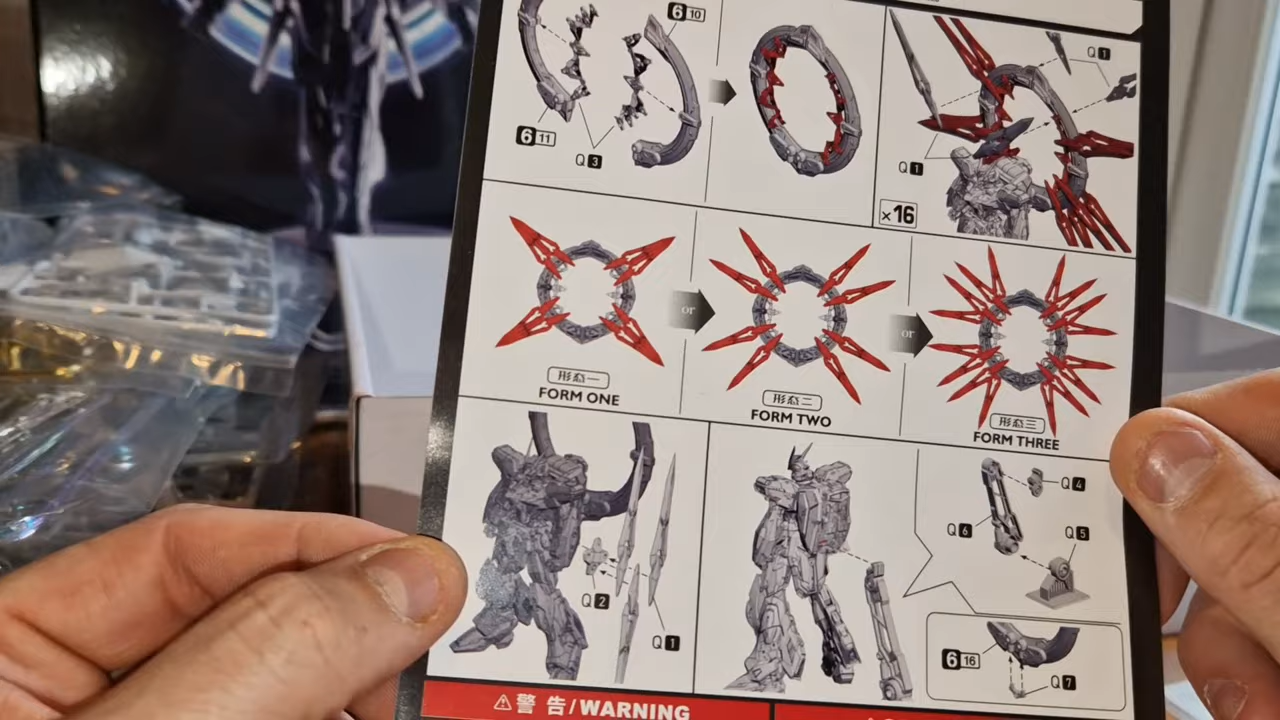 6 10
6 11
Q 3
Q 1
Q 1
×16
or
or
形态一
FORM ONE
形态二
FORM TWO
形态三
FORM THREE
Q 2
Q 1
Q 4
Q 6
Q 5
6 16
Q 7
⚠警 告/WARNING